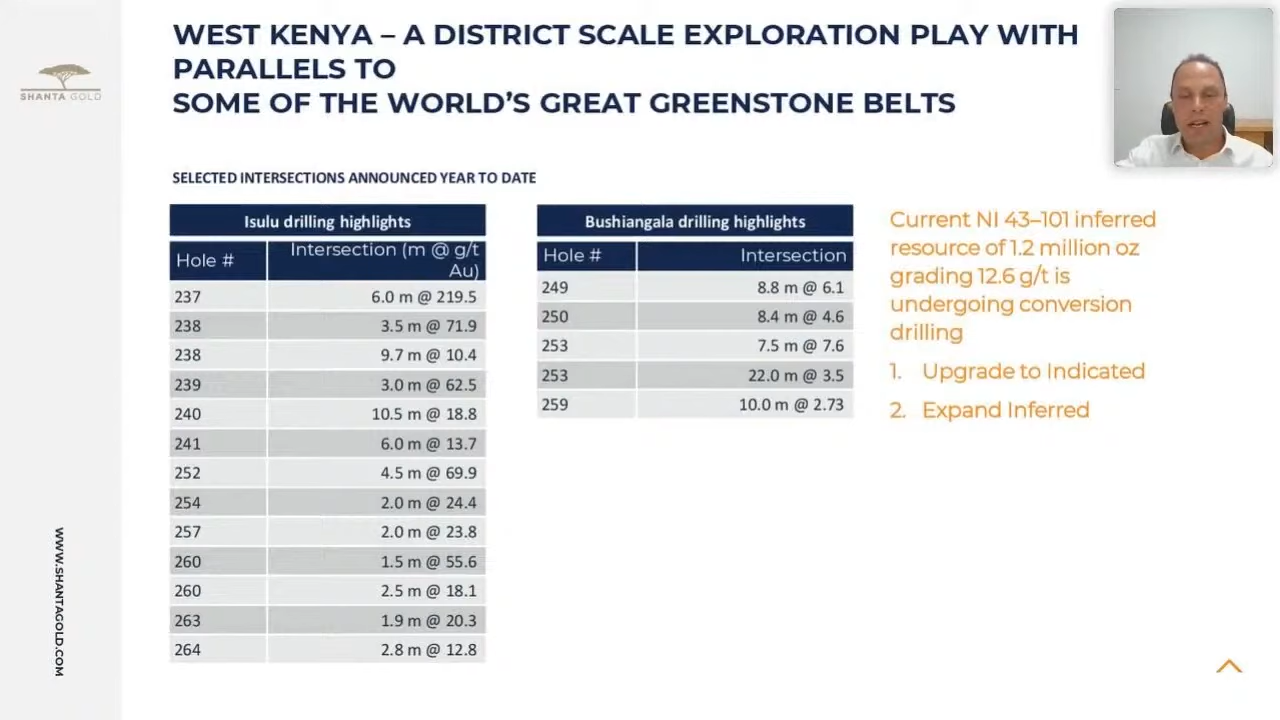 WEST KENYA – A DISTRICT SCALE EXPLORATION PLAY WITH
PARALLELS TO
SOME OF THE WORLD'S GREAT GREENSTONE BELTS
SHANTA GOLD
SELECTED INTERSECTIONS ANNOUNCED YEAR TO DATE
Isulu drilling highlights
Hole # Intersection (m @ g/t
Au)
237 6.0 m @ 219.5
238 3.5 m @ 71.9
238 9.7 m @ 10.4
239 3.0 m @ 62.5
240 10.5 m @ 18.8
241 6.0 m @ 13.7
252 4.5 m @ 69.9
254 2.0 m @ 24.4
257 2.0 m @ 23.8
260 1.5 m @ 55.6
260 2.5 m @ 18.1
263 1.9 m @ 20.3
264 2.8 m @ 12.8
Bushiangala drilling highlights
Hole # Intersection
249 8.8 m @ 6.1
250 8.4 m @ 4.6
253 7.5 m @ 7.6
253 22.0 m @ 3.5
259 10.0 m @ 2.73
Current NI 43–101 inferred
resource of 1.2 million oz
grading 12.6 g/t is
undergoing conversion
drilling
1. Upgrade to Indicated
2. Expand Inferred
WWW.SHANTAGOLD.COM